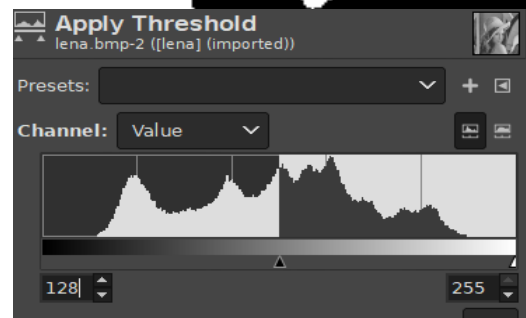 Apply Threshold
lena.bmp-2 ([lena] (imported))
Presets:
Channel: Value
128 255